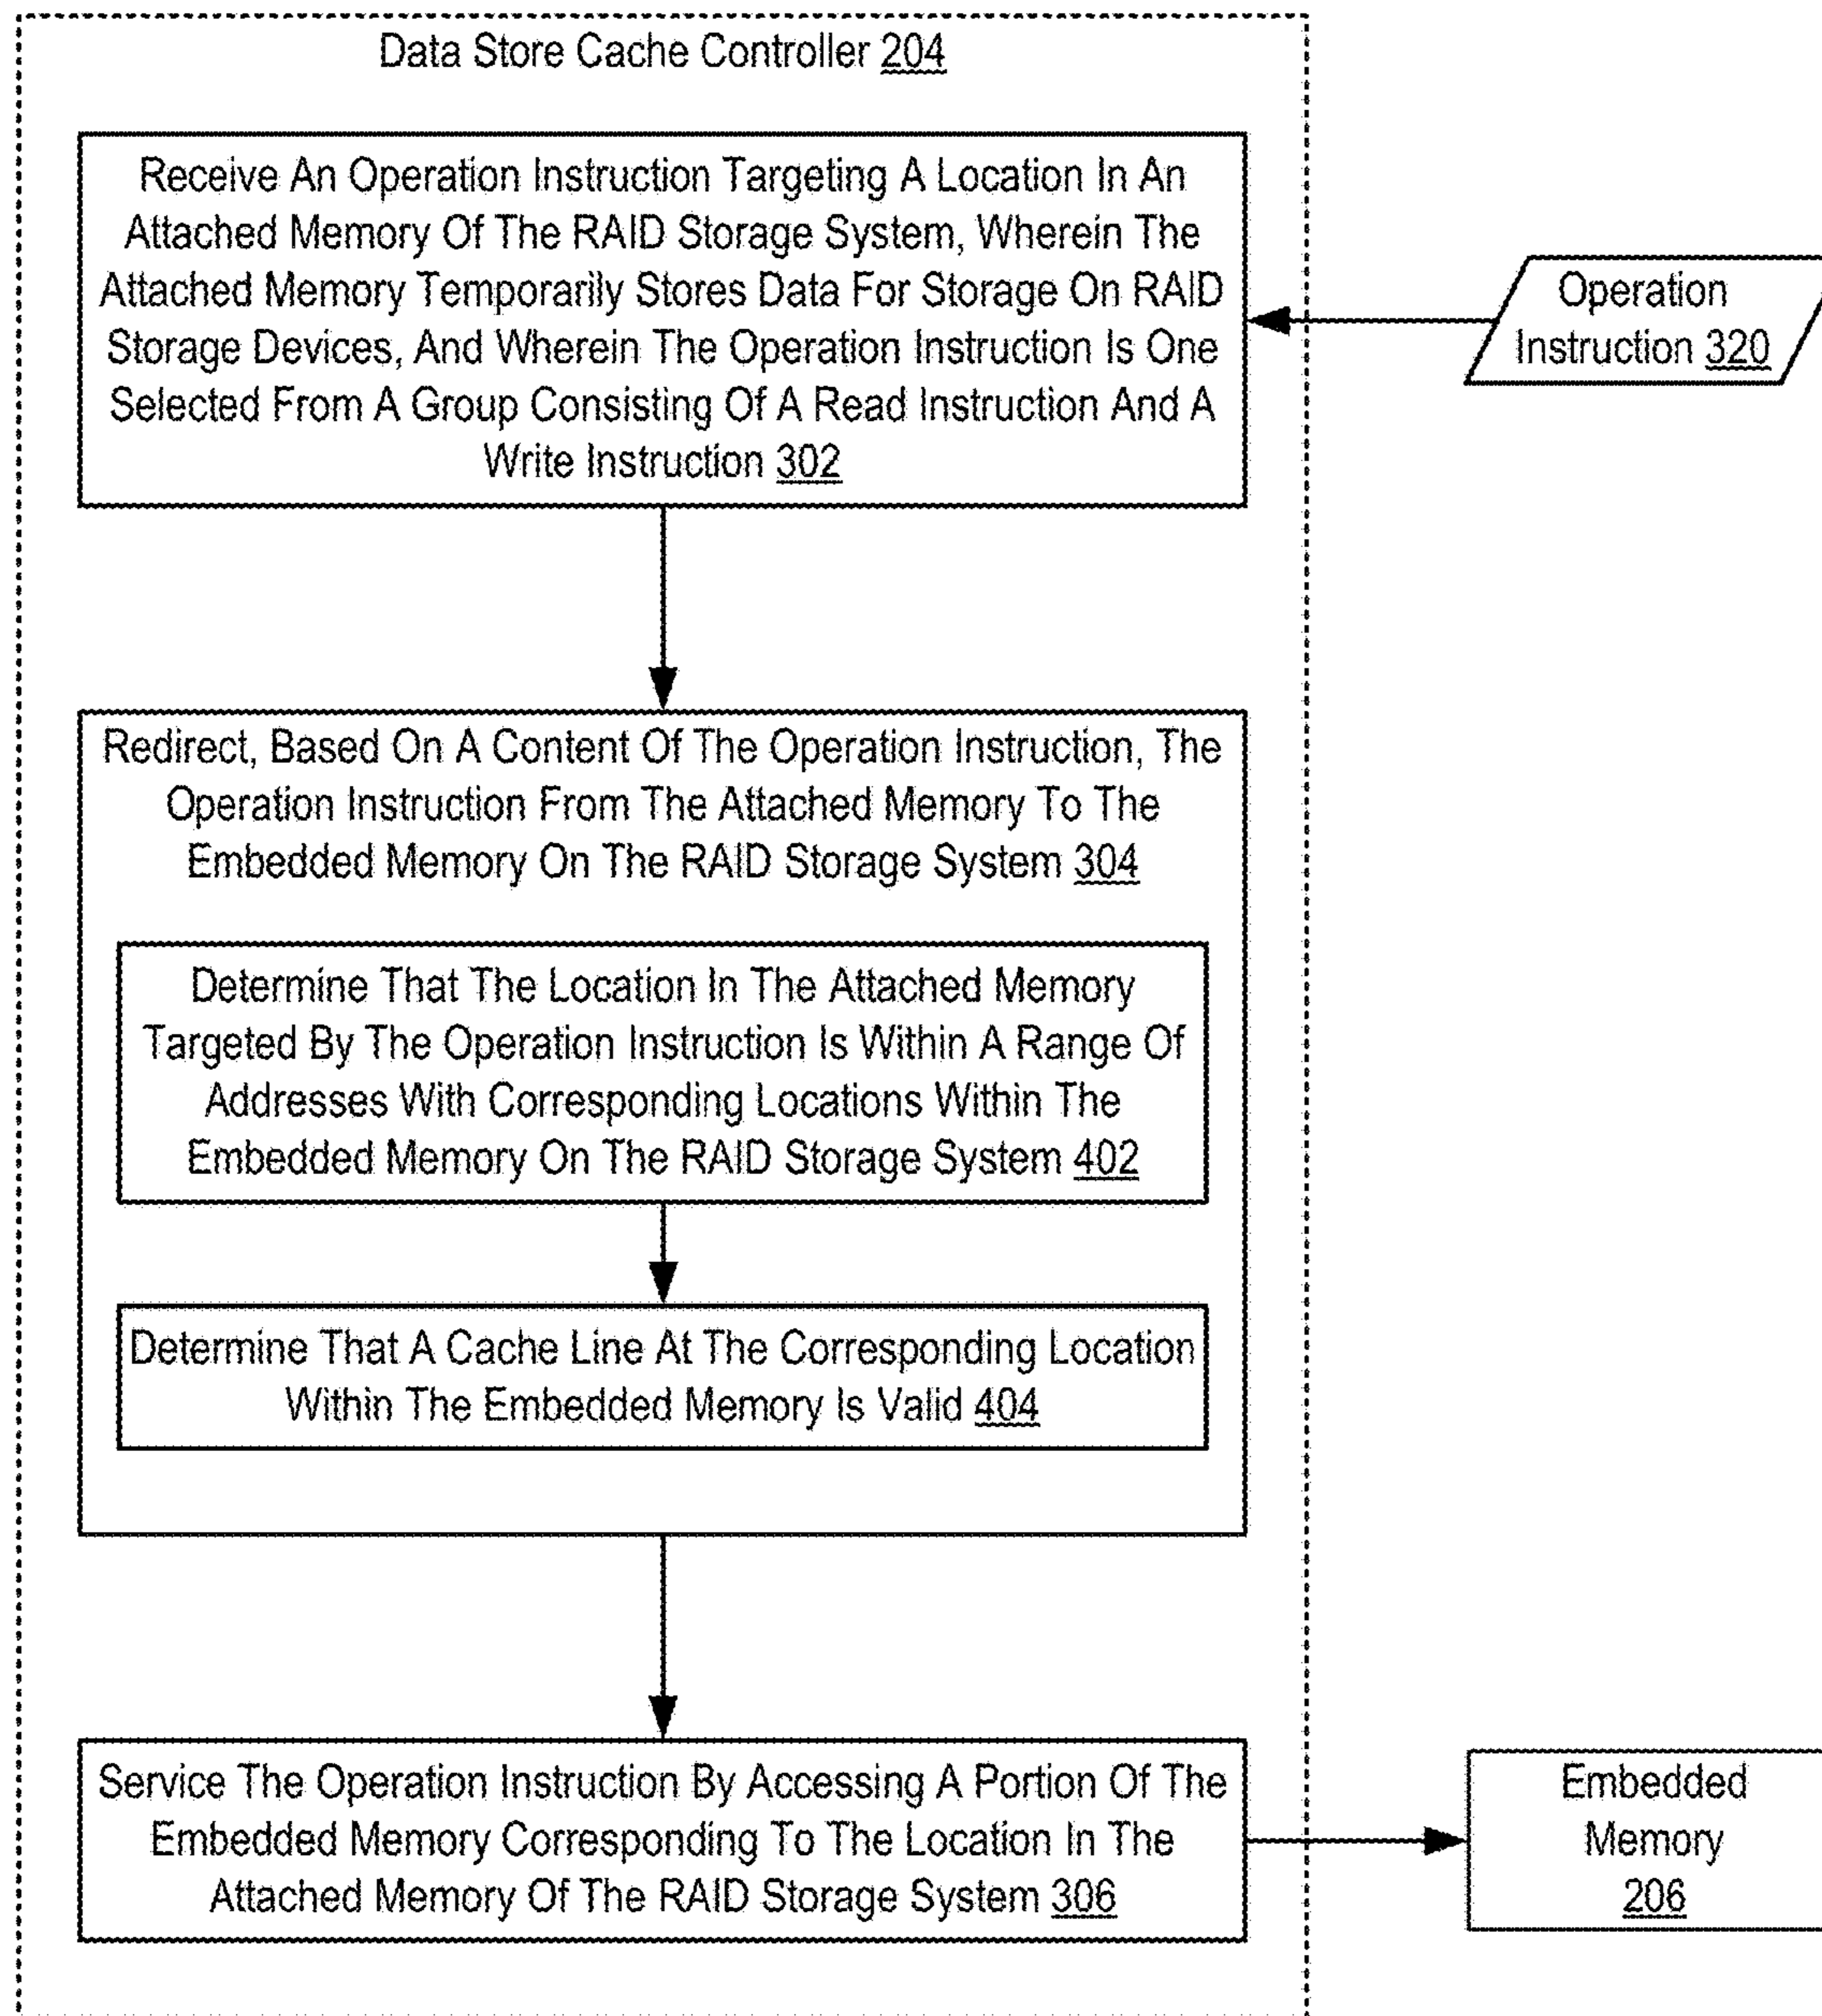 Data Store Cache Controller 204
Receive An Operation Instruction Targeting A Location In An
Attached Memory Of The RAID Storage System, Wherein The
Attached Memory Temporarily Stores Data For Storage On RAID
Storage Devices, And Wherein The Operation Instruction Is One
Selected From A Group Consisting Of A Read Instruction And A
Write Instruction 302
Operation
Instruction 320
Redirect, Based On A Content Of The Operation Instruction, The
Operation Instruction From The Attached Memory To The
Embedded Memory On The RAID Storage System 304
Determine That The Location In The Attached Memory
Targeted By The Operation Instruction Is Within A Range Of
Addresses With Corresponding Locations Within The
Embedded Memory On The RAID Storage System 402
Determine That A Cache Line At The Corresponding Location
Within The Embedded Memory Is Valid 404
Service The Operation Instruction By Accessing A Portion Of The
Embedded Memory Corresponding To The Location In The
Attached Memory Of The RAID Storage System 306
Embedded
Memory
206